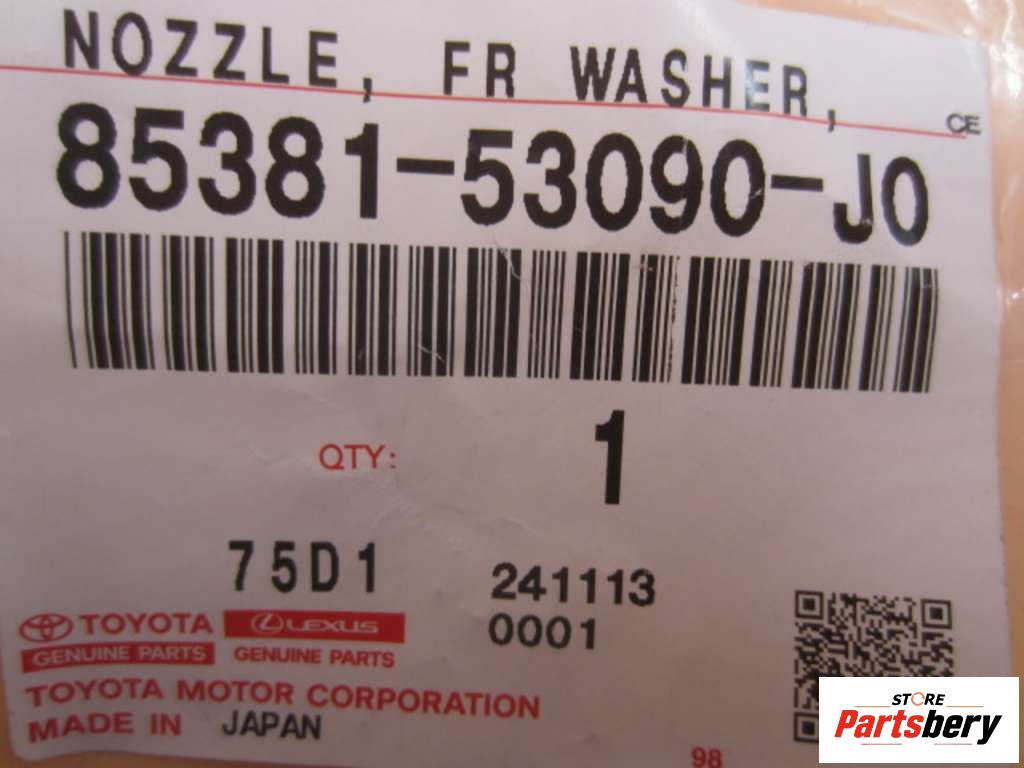 NOZZLE, FR WASHER,
CE
85381-53090-J0
QTY: 1
75D1
241113
0001
TOYOTA
GENUINE PARTS
LEXUS
GENUINE PARTS
TOYOTA MOTOR CORPORATION
MADE IN JAPAN
98
STORE
Partsbery